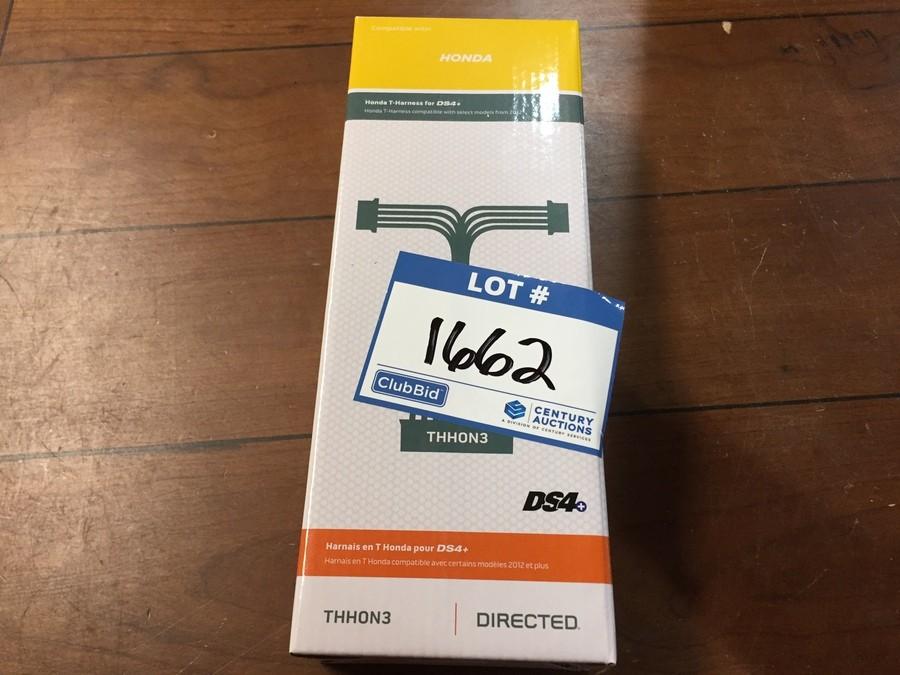 Compatible with:
HONDA
Honda T-Harness for DS4+
Honda T-Harness compatible with select models from 2012
LOT #
1662
ClubBid
CENTURY
AUCTIONS
A DIVISION OF CENTURY SERVICES
THHON3
DS4+
Harnais en T Honda pour DS4+
Harnais en T Honda compatible avec certains modèles 2012 et plus
THHON3
DIRECTED.